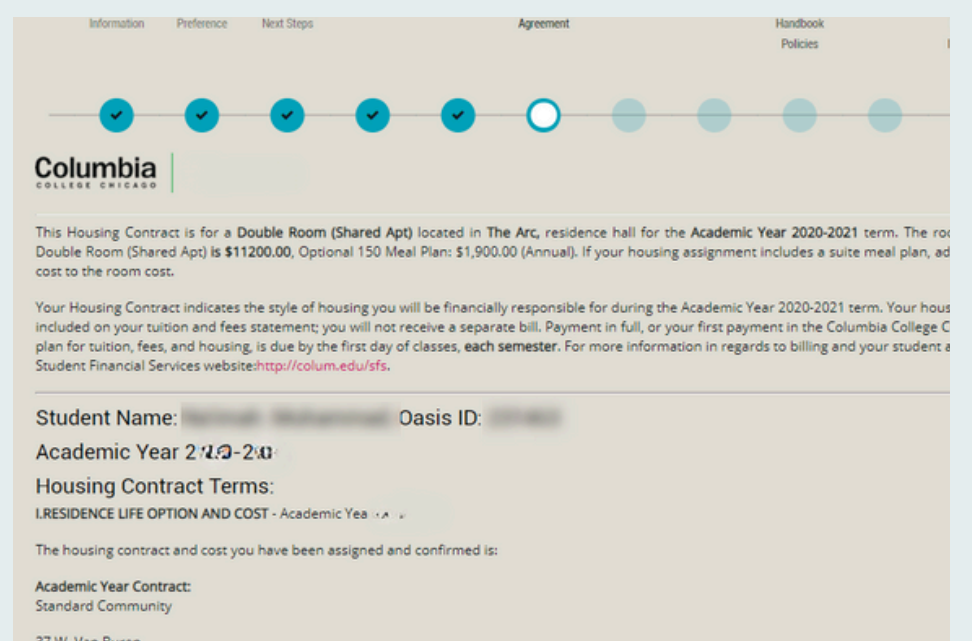 Information Preference Next Steps Agreement Handbook
Policies
Columbia
COLLEGE CHICAGO
This Housing Contract is for a Double Room (Shared Apt) located in The Arc, residence hall for the Academic Year 2020-2021 term. The
Double Room (Shared Apt) is $11200.00, Optional 150 Meal Plan: $1,900.00 (Annual). If your housing assignment includes a suite meal plan,
cost to the room cost.
Your Housing Contract indicates the style of housing you will be financially responsible for during the Academic Year 2020-2021 term. Your
included on your tuition and fees statement; you will not receive a separate bill. Payment in full, or your first payment in the Columbia College
plan for tuition, fees, and housing, is due by the first day of classes, each semester. For more information in regards to billing and your student
Student Financial Services website:http://colum.edu/sfs.
Student Name: Oasis ID:
Academic Year
Housing Contract Terms:
I.RESIDENCE LIFE OPTION AND COST - Academic
The housing contract and cost you have been assigned and confirmed is:
Academic Year Contract:
Standard Community
37 W. Van Buren